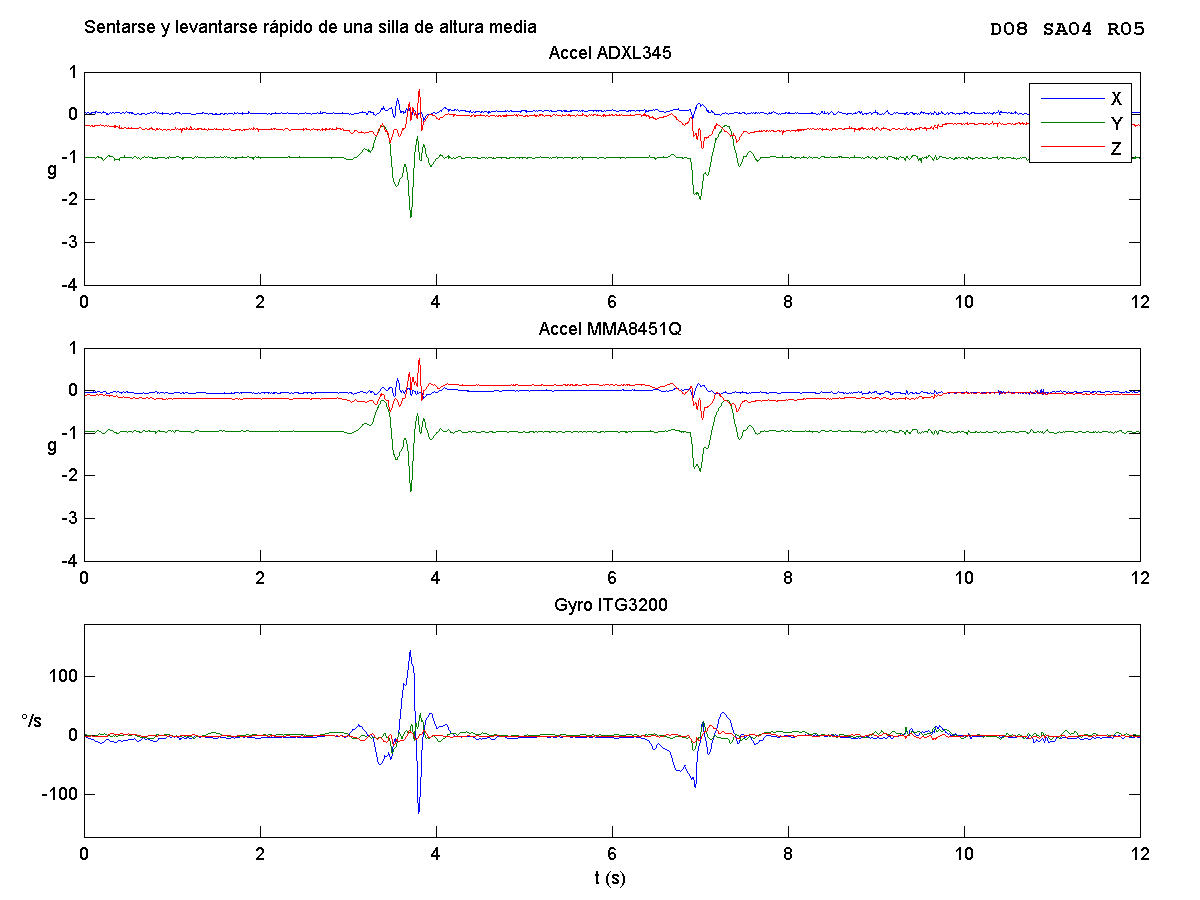 Sentarse y levantarse rápido de una silla de altura media
D08 SA04 R05
Accel ADXL345
1
0
-1
-2
-3
-4
g
X
Y
Z
0 2 4 6 8 10 12
Accel MMA8451Q
1
0
-1
-2
-3
-4
g
0 2 4 6 8 10 12
Gyro ITG3200
100
0
-100
°/s
0 2 4 6 8 10 12
t (s)